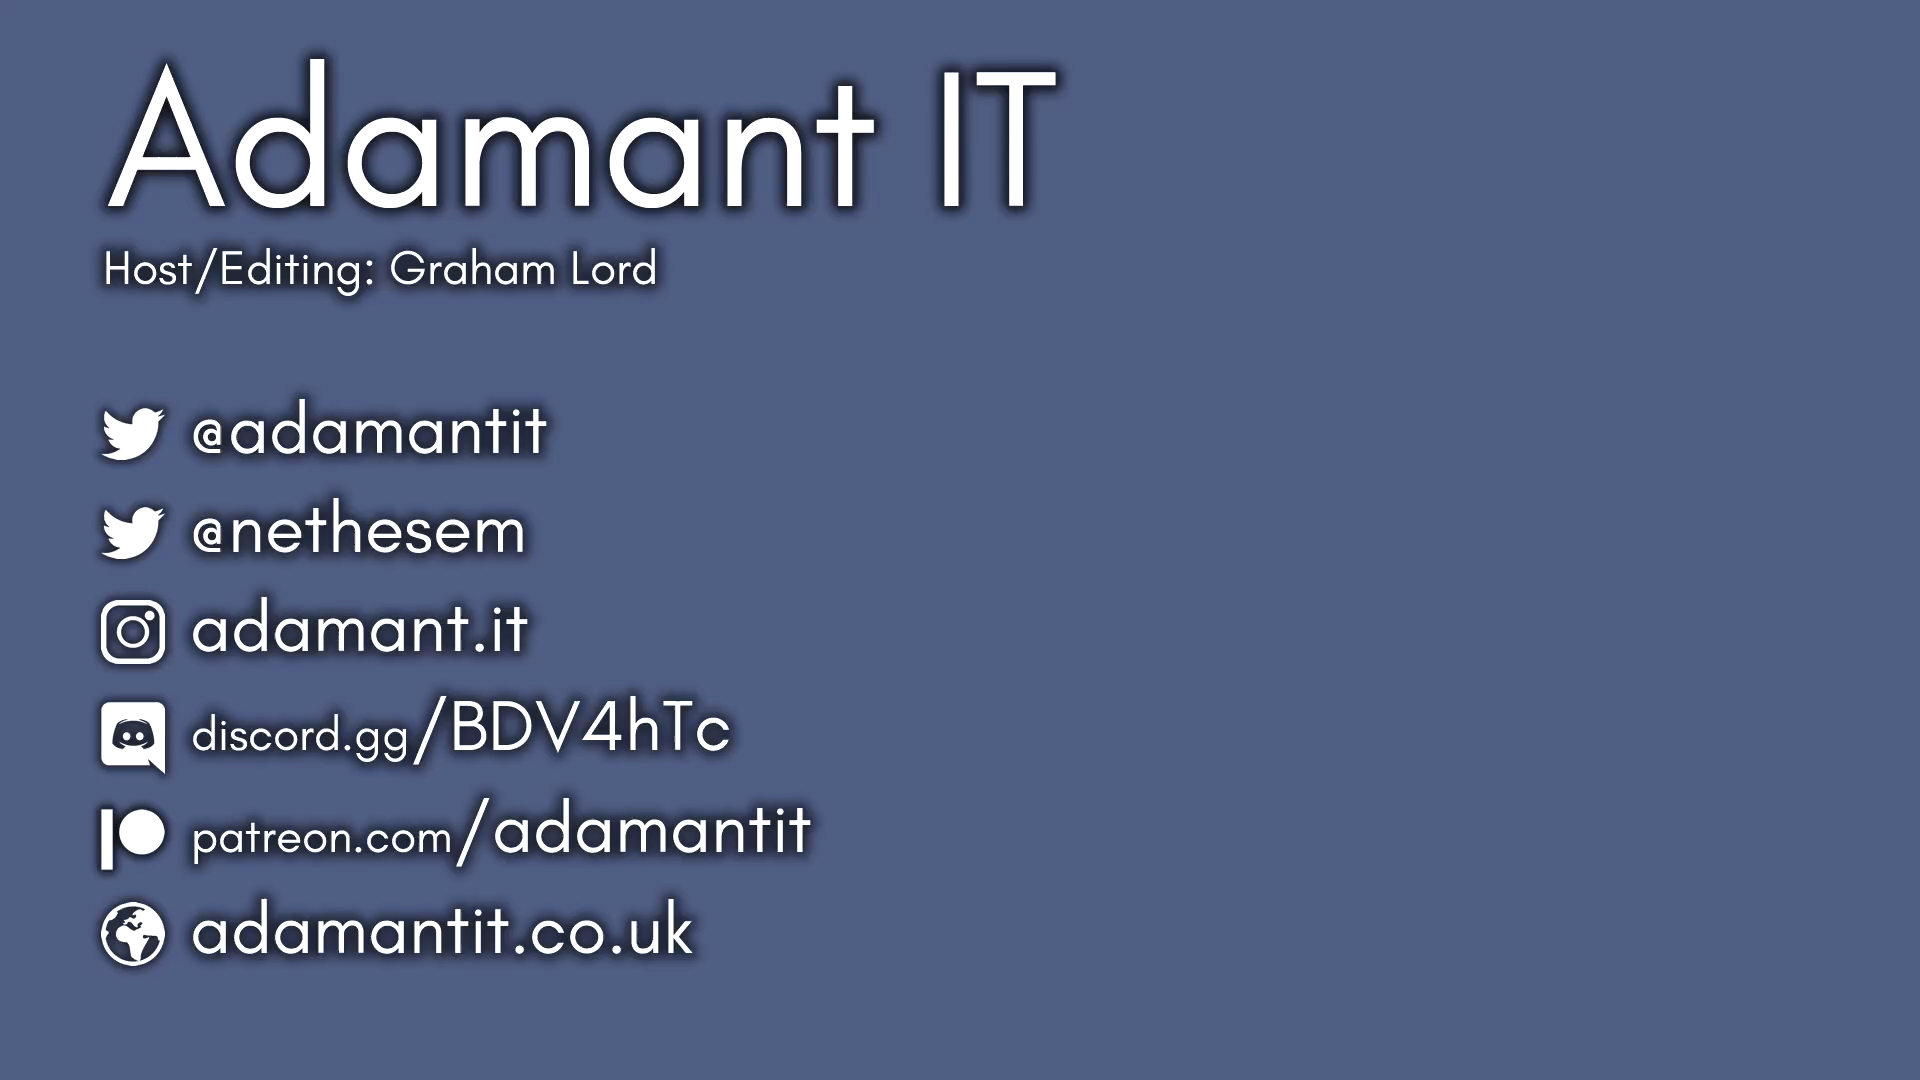 Adamant IT
Host/Editing: Graham Lord
@adamantit
@nethesem
adamant.it
discord.gg/BDV4hTc
patreon.com/adamantit
adamantit.co.uk